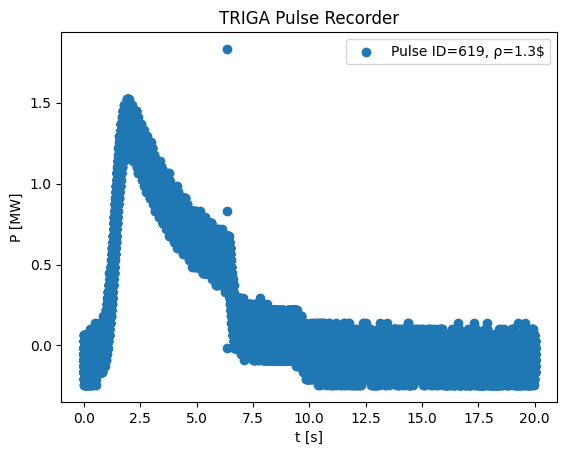 TRIGA Pulse Recorder
Pulse ID=619, ρ=1.3$
P [MW]
1.5
1.0
0.5
0.0
0.0 2.5 5.0 7.5 10.0 12.5 15.0 17.5 20.0
t [s]